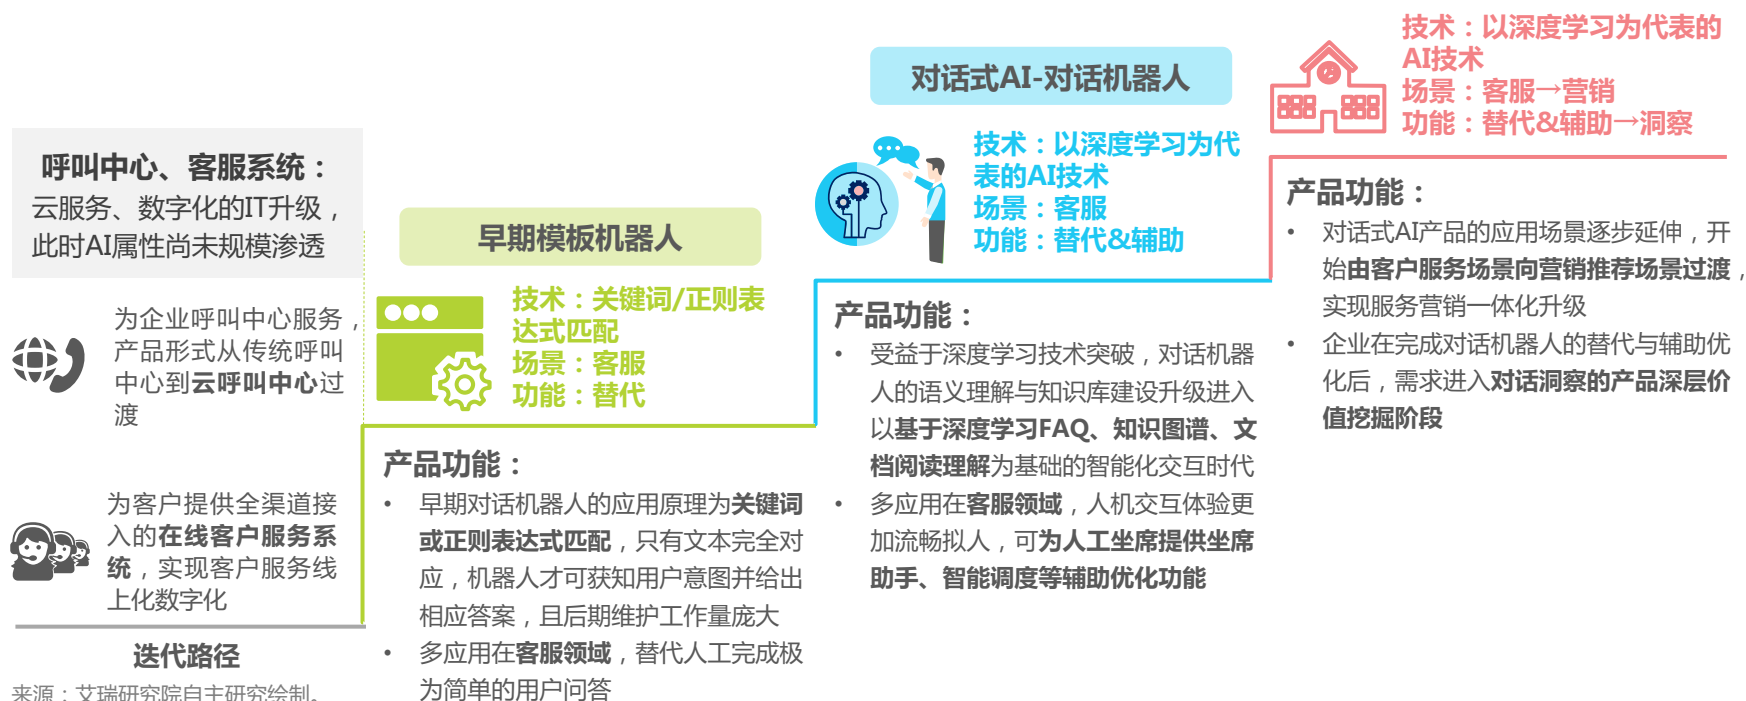 呼叫中心、客服系统：
云服务、数字化的IT升级，
此时AI属性尚未规模渗透
为企业呼叫中心服务，
产品形式从传统呼叫
中心到云呼叫中心过
渡
为客户提供全渠道接
入的在线客户服务系
统，实现客户服务线
上化数字化
迭代路径
来源：艾瑞研究院自主研究绘制。
早期模板机器人
技术：关键词/正则表
达式匹配
场景：客服
功能：替代
产品功能：
• 早期对话机器人的应用原理为关键词
或正则表达式匹配，只有文本完全对
应，机器人才可获知用户意图并给出
相应答案，且后期维护工作量庞大
• 多应用在客服领域，替代人工完成极
为简单的用户问答
对话式AI-对话机器人
技术：以深度学习为代
表的AI技术
场景：客服
功能：替代&辅助
产品功能：
• 受益于深度学习技术突破，对话机器
人的语义理解与知识库建设升级进入
以基于深度学习FAQ、知识图谱、文
档阅读理解为基础的智能化交互时代
• 多应用在客服领域，人机交互体验更
加流畅拟人，可为人工坐席提供坐席
助手、智能调度等辅助优化功能
技术：以深度学习为代表的
AI技术
场景：客服→营销
功能：替代&辅助→洞察
产品功能：
• 对话式AI产品的应用场景逐步延伸，开
始由客户服务场景向营销推荐场景过渡，
实现服务营销一体化升级
• 企业在完成对话机器人的替代与辅助优
化后，需求进入对话洞察的产品深层价
值挖掘阶段